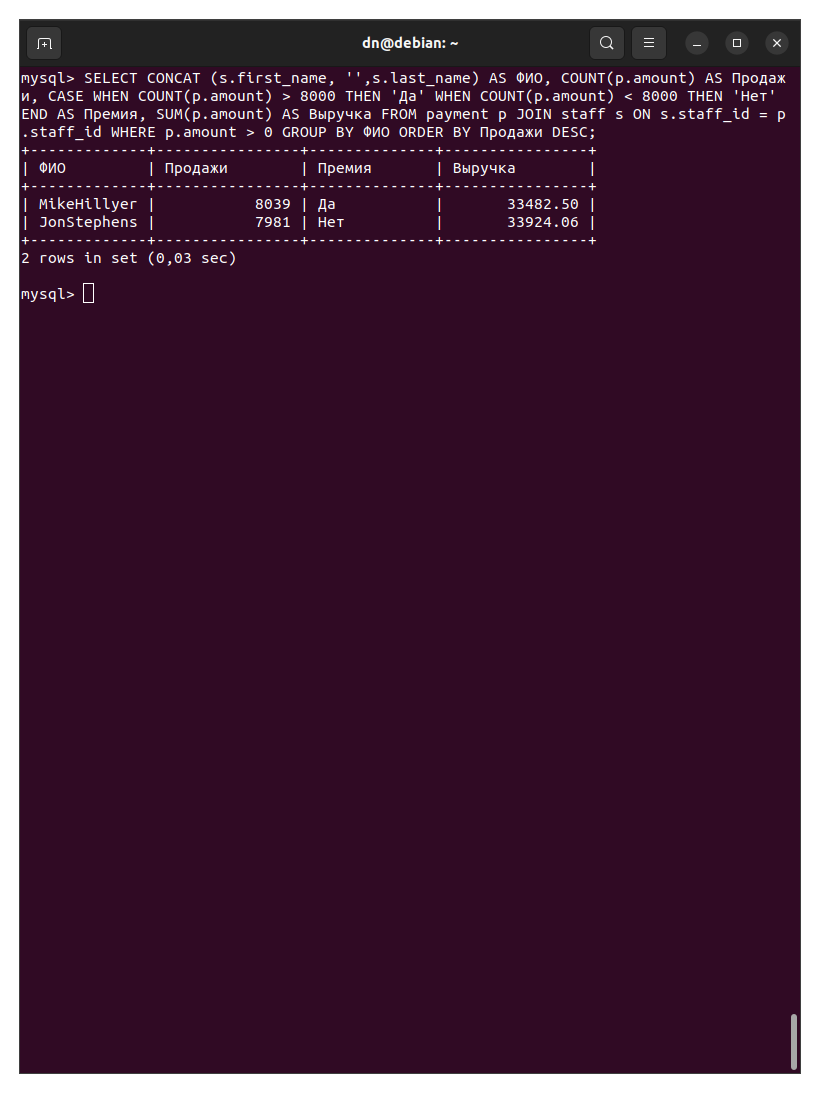 dn@debian: ~
mysql> SELECT CONCAT (s.first_name, '',s.last_name) AS ФИО, COUNT(p.amount) AS Продаж
и, CASE WHEN COUNT(p.amount) > 8000 THEN 'Да' WHEN COUNT(p.amount) < 8000 THEN 'Нет'
END AS Премия, SUM(p.amount) AS Выручка FROM payment p JOIN staff s ON s.staff_id = p
.staff_id WHERE p.amount > 0 GROUP BY ФИО ORDER BY Продажи DESC;
+-------------+----------------+--------------+----------------+
| ФИО         | Продажи        | Премия       | Выручка        |
+-------------+----------------+--------------+----------------+
| MikeHillyer |           8039 | Да           |       33482.50 |
| JonStephens |           7981 | Нет          |       33924.06 |
+-------------+----------------+--------------+----------------+
2 rows in set (0,03 sec)
mysql>